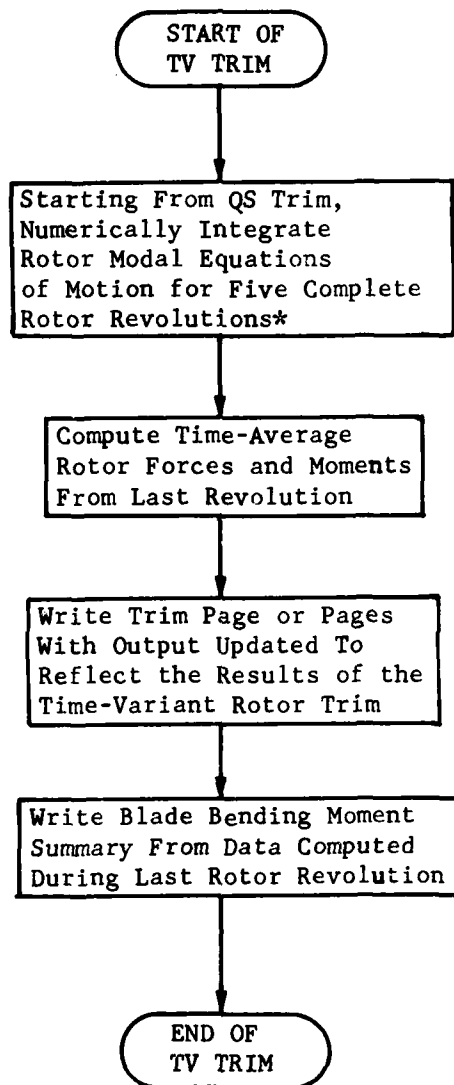 START OF
TV TRIM
Starting From QS Trim,
Numerically Integrate
Rotor Modal Equations
of Motion for Five Complete
Rotor Revolutions*
Compute Time-Average
Rotor Forces and Moments
From Last Revolution
Write Trim Page or Pages
With Output Updated To
Reflect the Results of the
Time-Variant Rotor Trim
Write Blade Bending Moment
Summary From Data Computed
During Last Rotor Revolution
END OF
TV TRIM